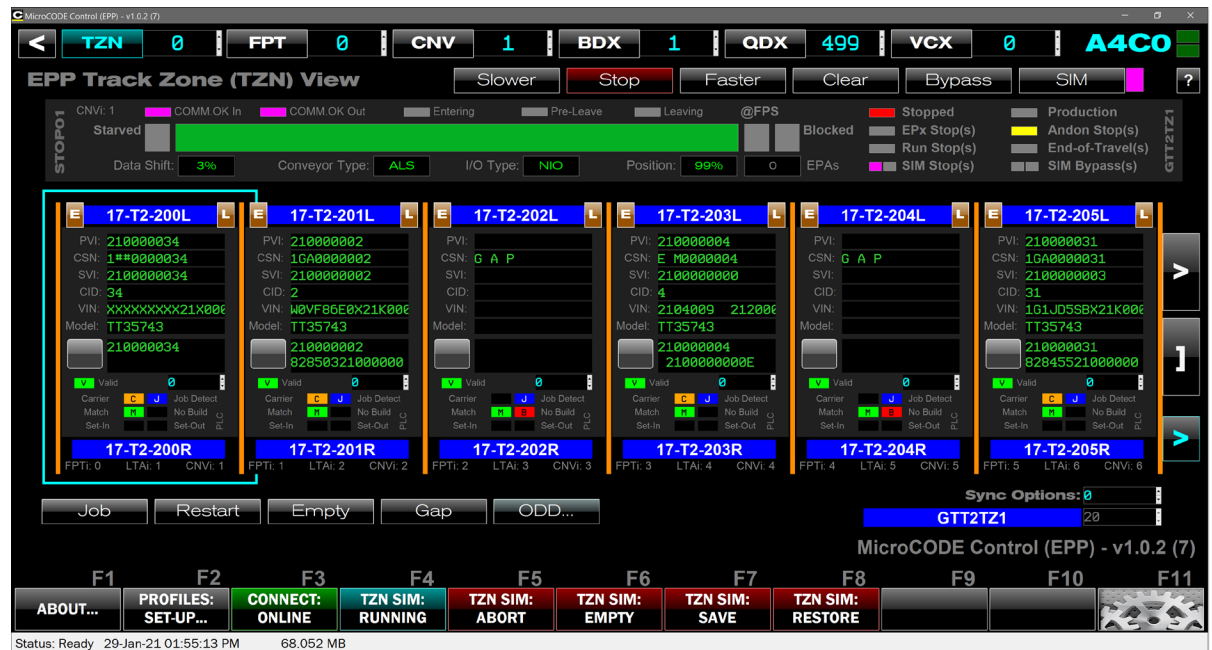 MicroCODE Control (EPP) - v1.0.2 (7)
< TZN 0 FPT 0 CNV 1 BDX 1 QDX 499 VCX 0 A4C0
EPP Track Zone (TZN) View Slower Stop Faster Clear Bypass SIM ?
STOPO1 CNVi: 1 COMM.OK In COMM.OK Out Entering Pre-Leave Leaving @FPS Stopped Production GTT2TZ1
Starved Blocked EPx Stop(s) Andon Stop(s)
Run Stop(s) End-of-Travel(s)
Data Shift: 3% Conveyor Type: ALS I/O Type: NIO Position: 99% 0 EPAs SIM Stop(s) SIM Bypass(s)
E 17-T2-200L L E 17-T2-201L L E 17-T2-202L L E 17-T2-203L L E 17-T2-204L L E 17-T2-205L L
PVI: 210000034 PVI: 210000002 PVI: PVI: 210000004 PVI: PVI: 210000031
CSN: 1##0000034 CSN: 1GA0000002 CSN: G A P CSN: E M0000004 CSN: G A P CSN: 1GA0000031
SVI: 2100000034 SVI: 2100000002 SVI: SVI: 2100000000 SVI: SVI: 2100000003
CID: 34 CID: 2 CID: CID: 4 CID: CID: 31
VIN: XXXXXXXXX21X000 VIN: W0VF86E0X21K000 VIN: VIN: 2104009 212000 VIN: VIN: 1G1JD5SBX21K000
Model: TT35743 Model: TT35743 Model: Model: TT35743 Model: Model: TT35743
210000034 210000002 210000004 210000031
82850321000000 2100000000E 82845521000000
V Valid 0 V Valid 0 V Valid 0 V Valid 0 V Valid 0 V Valid 0
Carrier C J Job Detect Carrier C J Job Detect Carrier J Job Detect Carrier C J Job Detect Carrier J Job Detect Carrier C J Job Detect
Match M No Build Match M No Build Match M B No Build Match M B No Build Match M B No Build Match M No Build
Set-In Set-Out PLC Set-In Set-Out PLC Set-In Set-Out PLC Set-In Set-Out PLC Set-In Set-Out PLC Set-In Set-Out PLC
17-T2-200R 17-T2-201R 17-T2-202R 17-T2-203R 17-T2-204R 17-T2-205R
FPTi: 0 LTAi: 1 CNVi: 1 FPTi: 1 LTAi: 2 CNVi: 2 FPTi: 2 LTAi: 3 CNVi: 3 FPTi: 3 LTAi: 4 CNVi: 4 FPTi: 4 LTAi: 5 CNVi: 5 FPTi: 5 LTAi: 6 CNVi: 6
>
]
>
Sync Options: 0
Job Restart Empty Gap ODD... GTT2TZ1 20
MicroCODE Control (EPP) - v1.0.2 (7)
F1 F2 F3 F4 F5 F6 F7 F8 F9 F10 F11
ABOUT... PROFILES: CONNECT: TZN SIM: TZN SIM: TZN SIM: TZN SIM: TZN SIM:
SET-UP... ONLINE RUNNING ABORT EMPTY SAVE RESTORE
Status: Ready 29-Jan-21 01:55:13 PM 68.052 MB